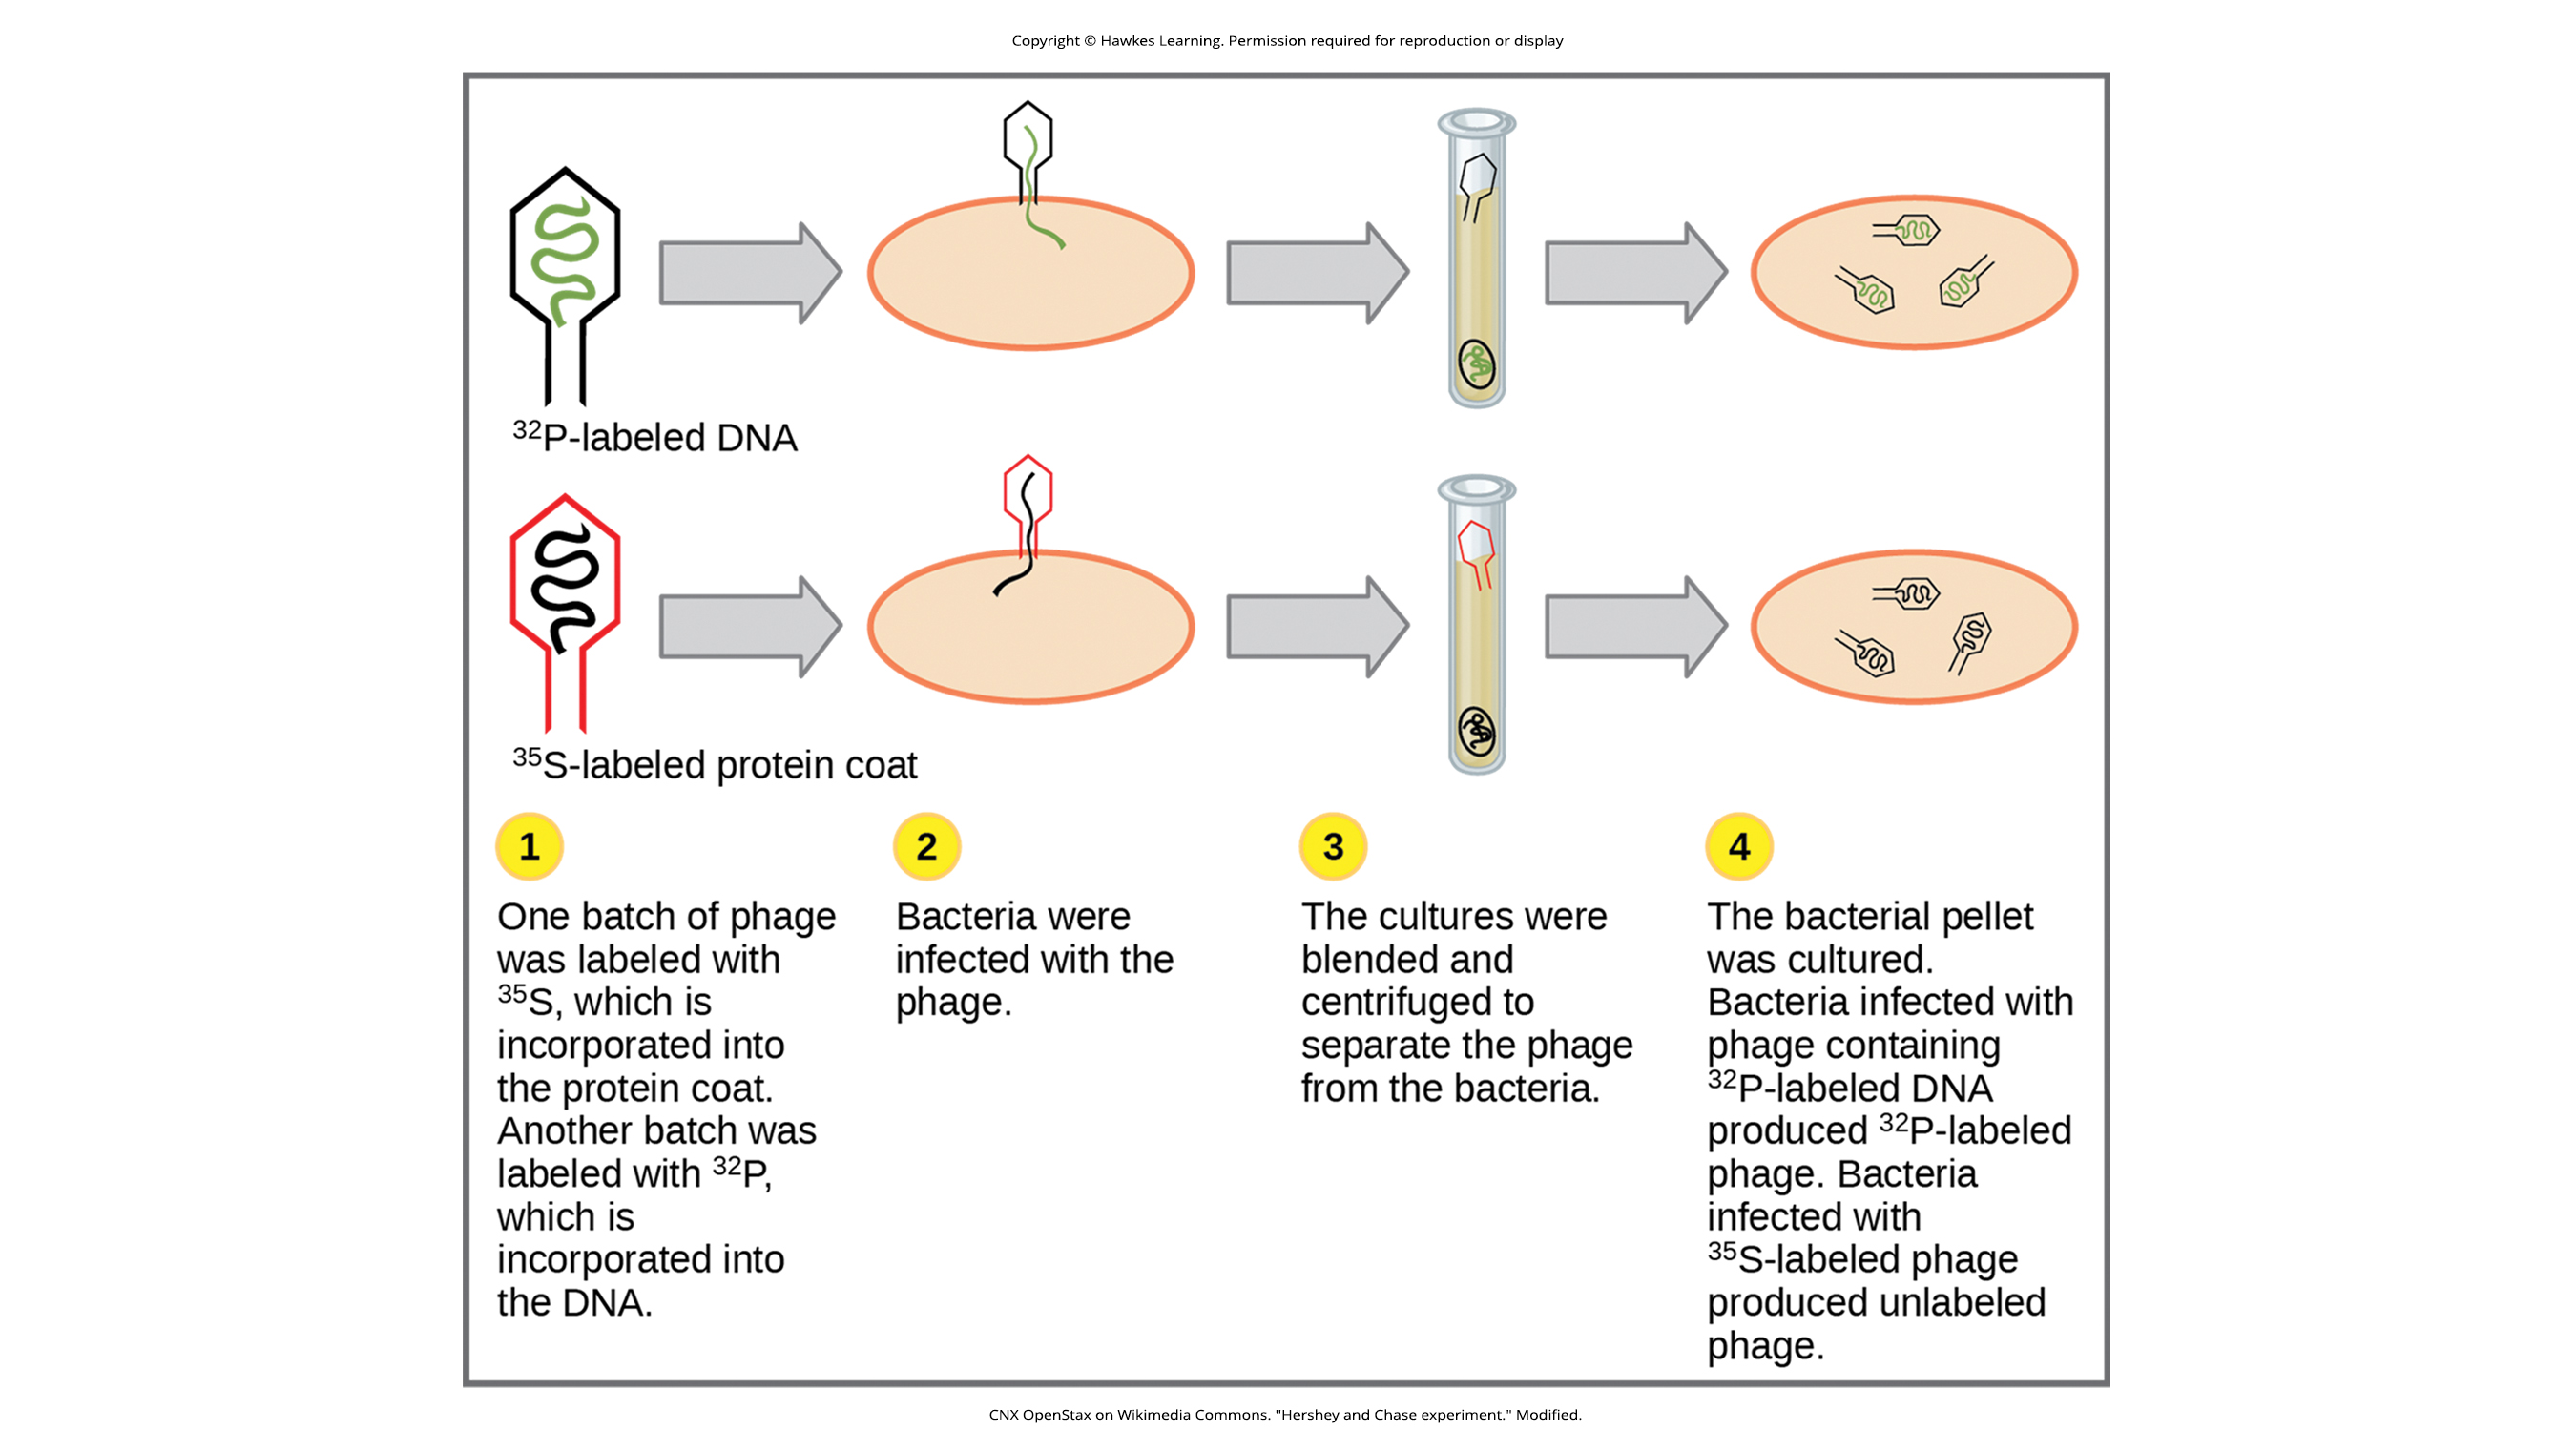 Copyright © Hawkes Learning. Permission required for reproduction or display
³²P-labeled DNA
³⁵S-labeled protein coat
1
One batch of phage
was labeled with
³⁵S, which is
incorporated into
the protein coat.
Another batch was
labeled with ³²P,
which is
incorporated into
the DNA.
2
Bacteria were
infected with the
phage.
3
The cultures were
blended and
centrifuged to
separate the phage
from the bacteria.
4
The bacterial pellet
was cultured.
Bacteria infected with
phage containing
³²P-labeled DNA
produced ³²P-labeled
phage. Bacteria
infected with
³⁵S-labeled phage
produced unlabeled
phage.
CNX OpenStax on Wikimedia Commons. "Hershey and Chase experiment." Modified.